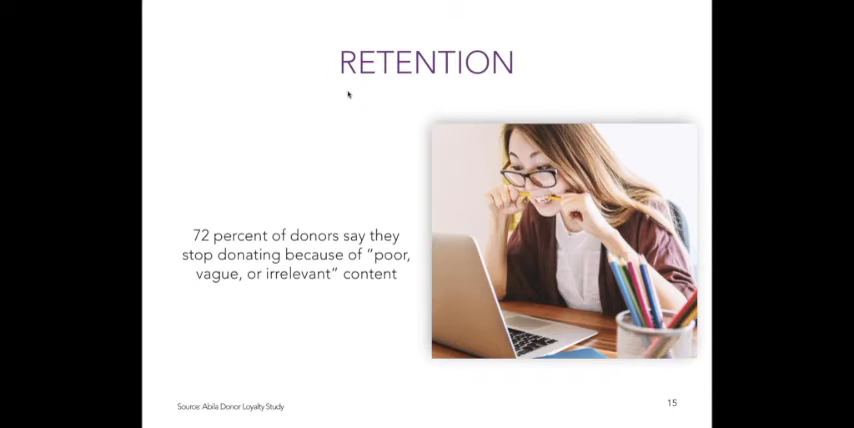 RETENTION
72 percent of donors say they
stop donating because of “poor,
vague, or irrelevant” content
Source: Abila Donor Loyalty Study
15